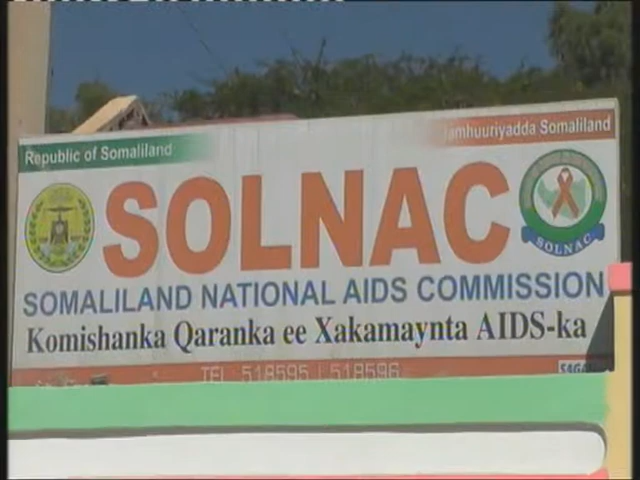 Republic of Somaliland
Jamhuuriyadda Somaliland
SOLNAC
SOLNAC
SOMALILAND NATIONAL AIDS COMMISSION
Komishanka Qaranka ee Xakamaynta AIDS-ka
TEL: 518595 / 518596